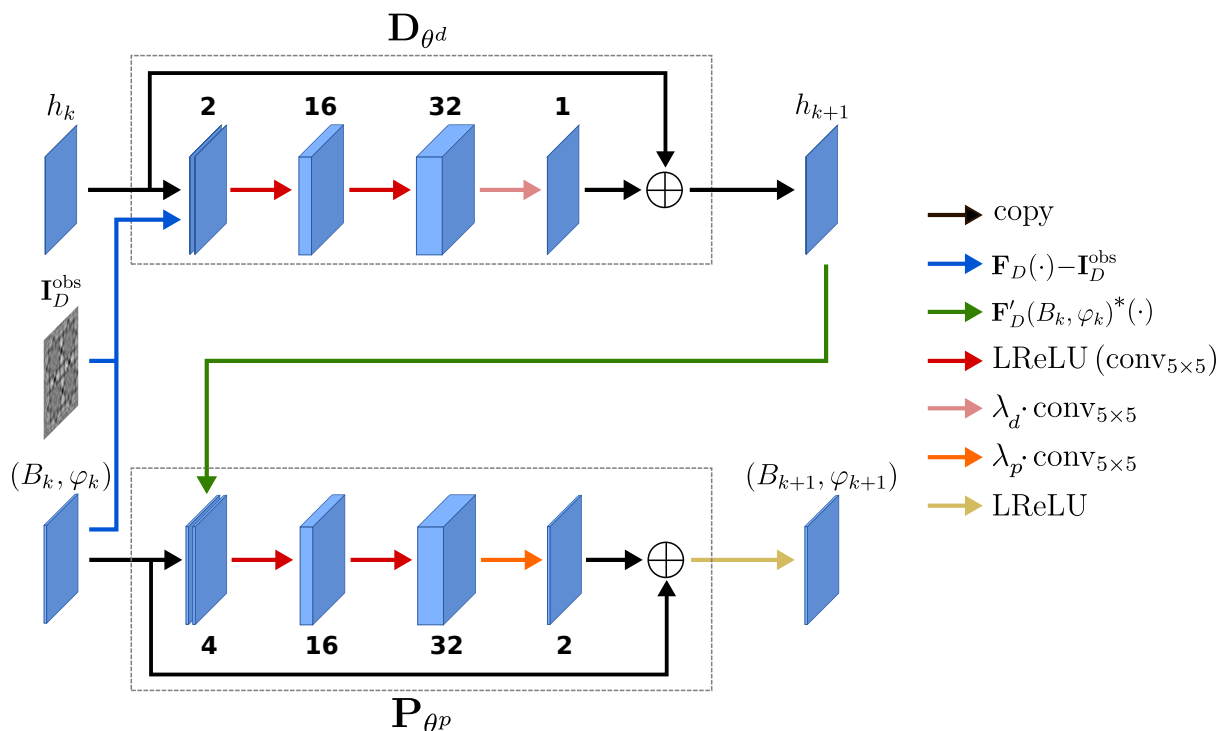 D_{θ^d}
h_k
2
16
32
1
h_{k+1}
I_D^{obs}
(B_k, φ_k)
4
16
32
2
(B_{k+1}, φ_{k+1})
P_{θ^p}
copy
F_D(·)−I_D^{obs}
F′_D(B_k, φ_k)*(·)
LReLU (conv_{5×5})
λ_d· conv_{5×5}
λ_p· conv_{5×5}
LReLU